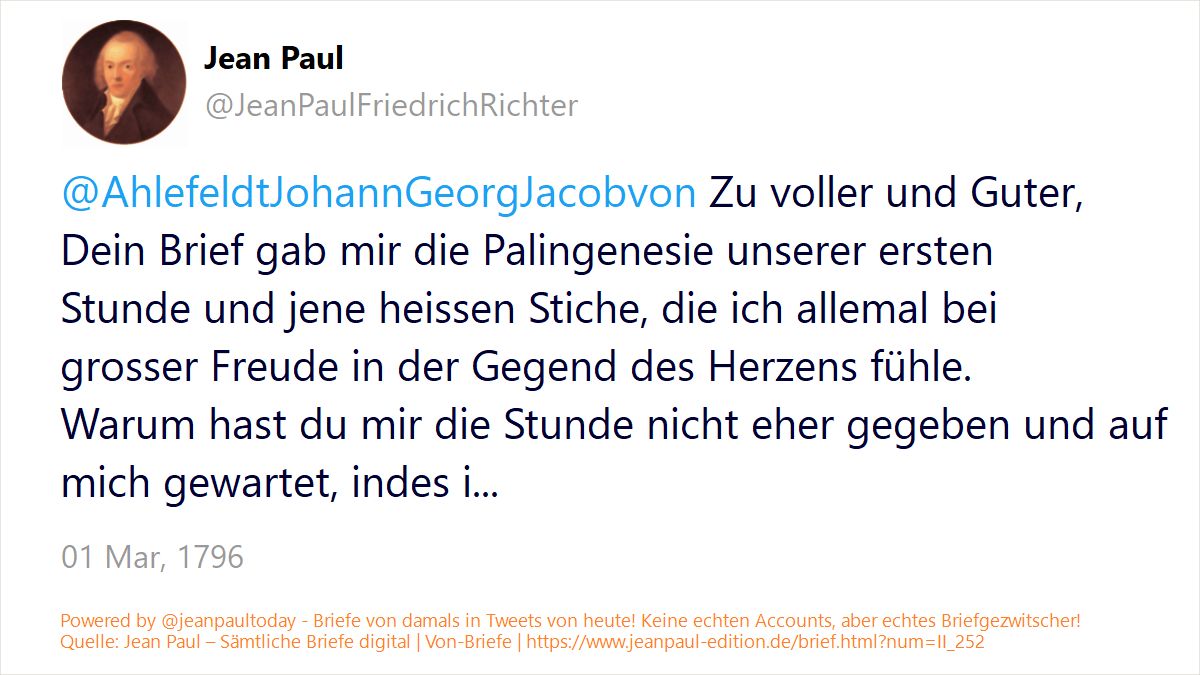 Jean Paul
@JeanPaulFriedrichRichter
@AhlefeldtJohannGeorgJacobvon Zu voller und Guter,
Dein Brief gab mir die Palingenesie unserer ersten
Stunde und jene heissen Stiche, die ich allemal bei
grosser Freude in der Gegend des Herzens fühle.
Warum hast du mir die Stunde nicht eher gegeben und auf
mich gewartet, indes i...
01 Mar, 1796
Powered by @jeanpaultoday - Briefe von damals in Tweets von heute! Keine echten Accounts, aber echtes Briefgezwitscher!
Quelle: Jean Paul – Sämtliche Briefe digital | Von-Briefe | https://www.jeanpaul-edition.de/brief.html?num=II_252